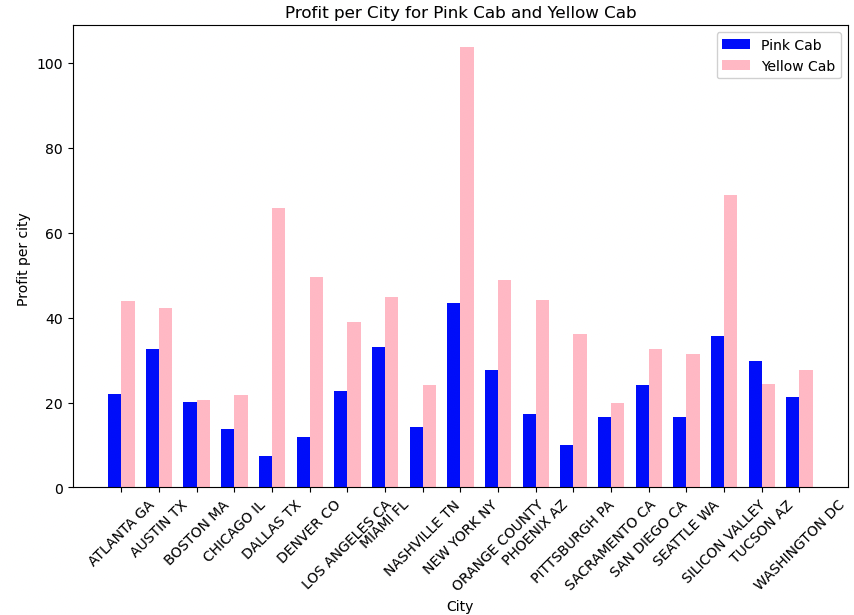 Profit per City for Pink Cab and Yellow Cab
Pink Cab
Yellow Cab
Profit per city
100
80
60
40
20
0
ATLANTA GA
AUSTIN TX
BOSTON MA
CHICAGO IL
DALLAS TX
DENVER CO
LOS ANGELES CA
MIAMI FL
NASHVILLE TN
NEW YORK NY
ORANGE COUNTY
PHOENIX AZ
PITTSBURGH PA
SACRAMENTO CA
SAN DIEGO CA
SEATTLE WA
SILICON VALLEY
TUCSON AZ
WASHINGTON DC
City